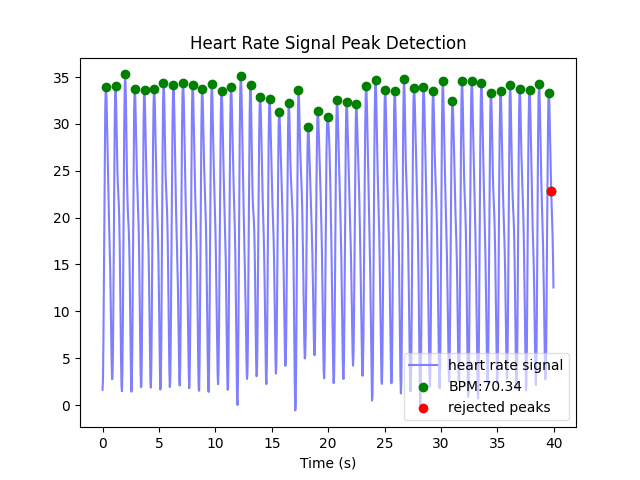 Heart Rate Signal Peak Detection
35
30
25
20
15
10
5
0
heart rate signal
BPM:70.34
rejected peaks
0 5 10 15 20 25 30 35 40
Time (s)